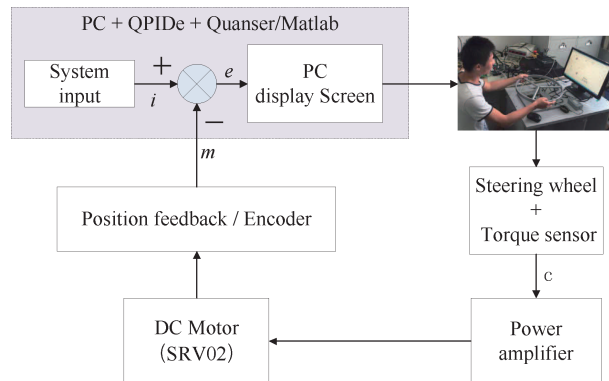 PC + QPIDe + Quanser/Matlab
System
input
+
i
e
PC
display Screen
−
m
Position feedback / Encoder
Steering wheel
+
Torque sensor
c
DC Motor
(SRV02)
Power
amplifier